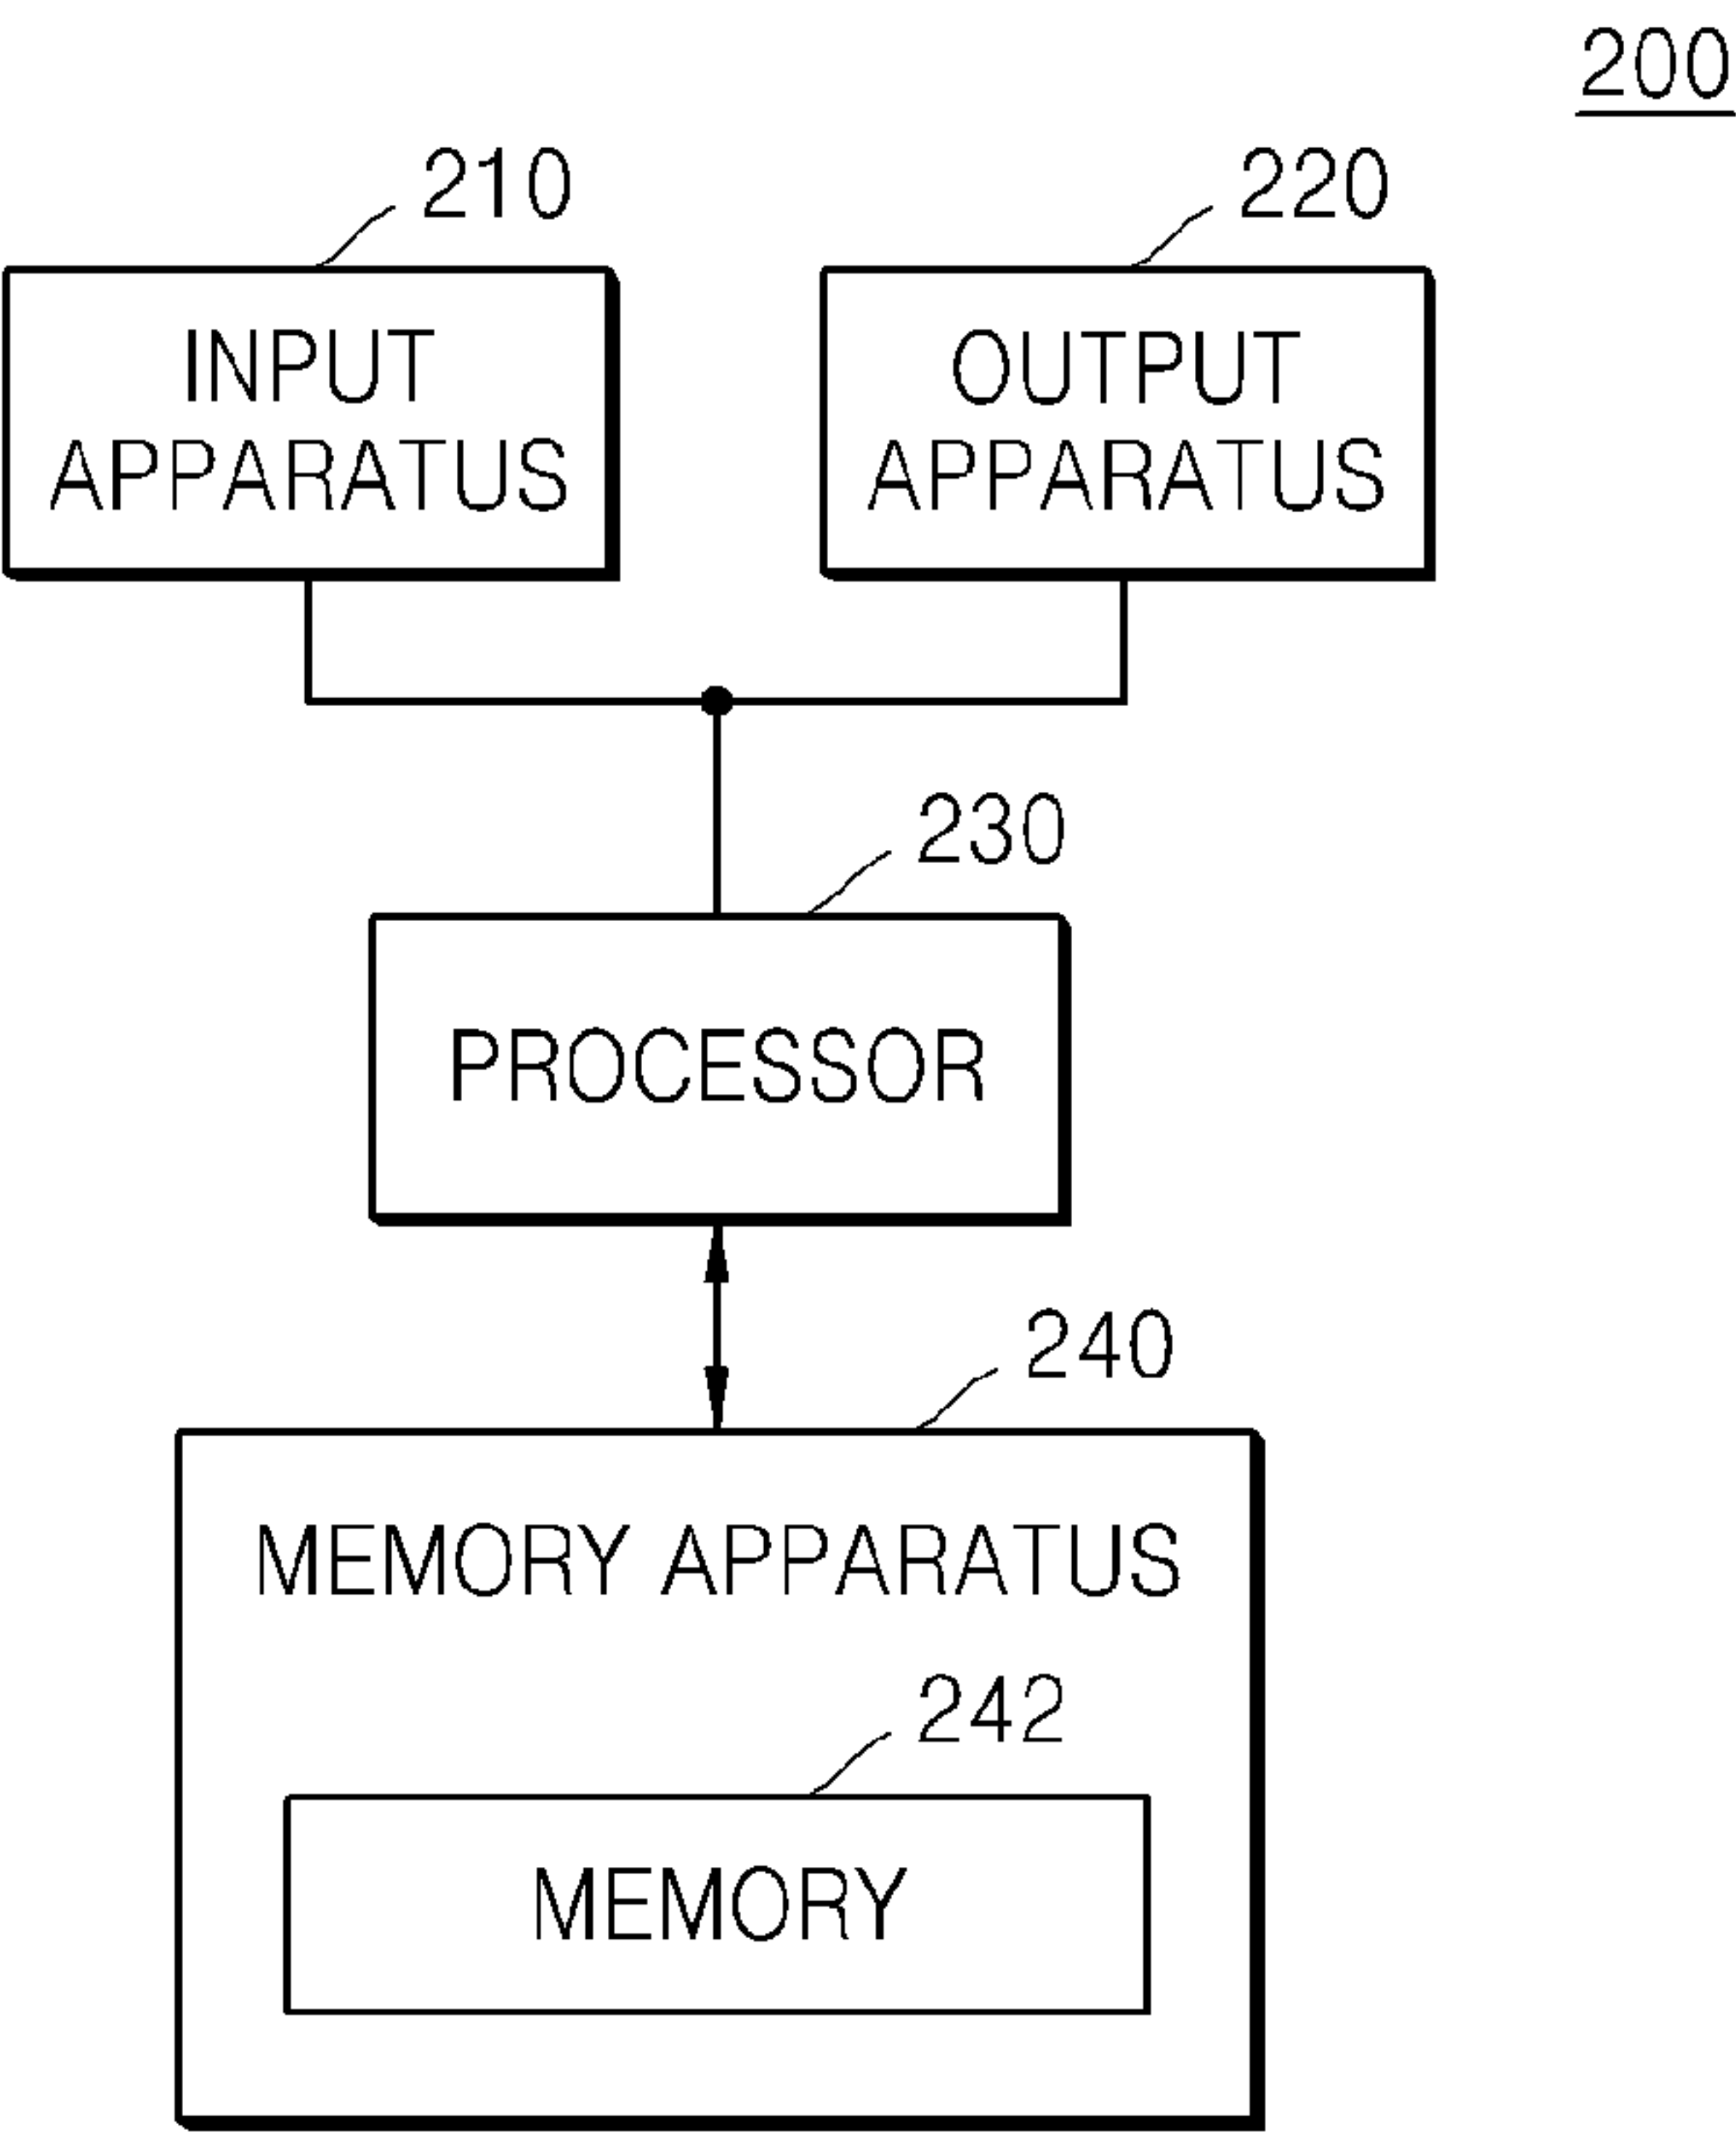 200
210
220
INPUT
APPARATUS
OUTPUT
APPARATUS
230
PROCESSOR
240
MEMORY APPARATUS
242
MEMORY